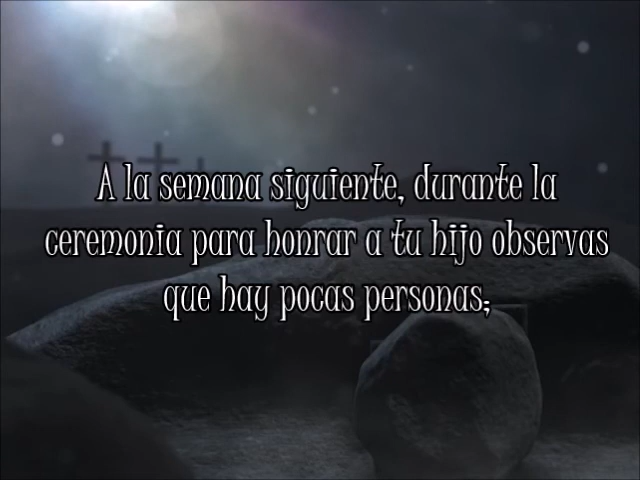 A la semana siguiente, durante la
ceremonia para honrar a tu hijo observas
que hay pocas personas;